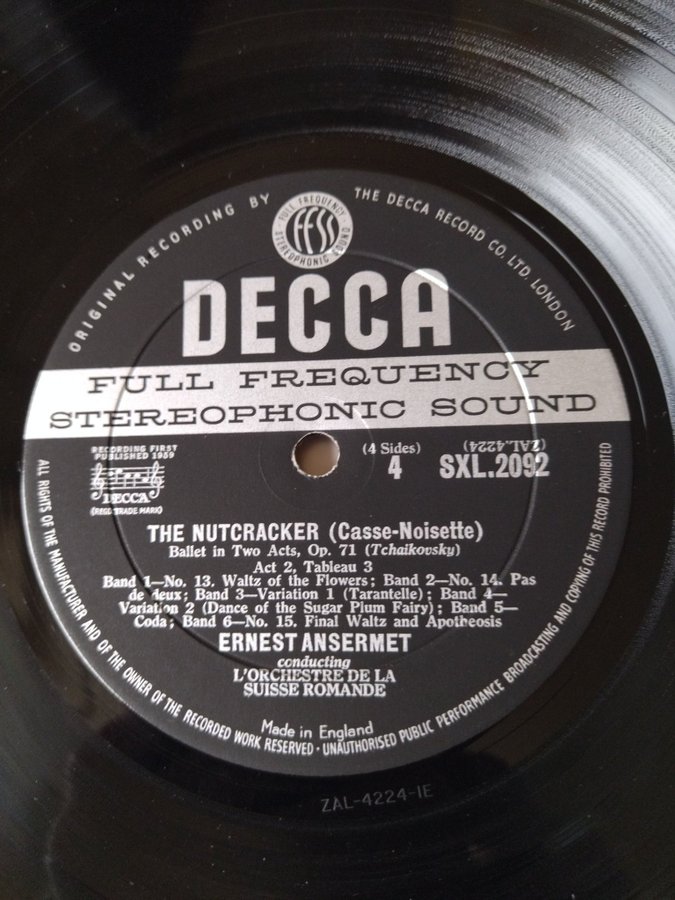 ORIGINAL RECORDING BY
FULL FREQUENCY STEREOPHONIC SOUND
FFSS
THE DECCA RECORD CO. LTD. LONDON
DECCA
FULL FREQUENCY
STEREOPHONIC SOUND
RECORDING FIRST
PUBLISHED 1959
DECCA
(REGD TRADE MARK)
(4 Sides)
4
(ZAL.4224)
SXL.2092
THE NUTCRACKER (Casse-Noisette)
Ballet in Two Acts, Op. 71 (Tchaikovsky)
Act 2, Tableau 3
Band 1—No. 13. Waltz of the Flowers; Band 2—No. 14. Pas
de deux; Band 3—Variation 1 (Tarantelle); Band 4—
Variation 2 (Dance of the Sugar Plum Fairy); Band 5—
Coda; Band 6—No. 15. Final Waltz and Apotheosis
ERNEST ANSERMET
conducting
L'ORCHESTRE DE LA
SUISSE ROMANDE
Made in England
ALL RIGHTS OF THE MANUFACTURER AND OF THE OWNER OF THE RECORDED WORK RESERVED · UNAUTHORISED PUBLIC PERFORMANCE BROADCASTING AND COPYING OF THIS RECORD PROHIBITED
ZAL-4224-1E